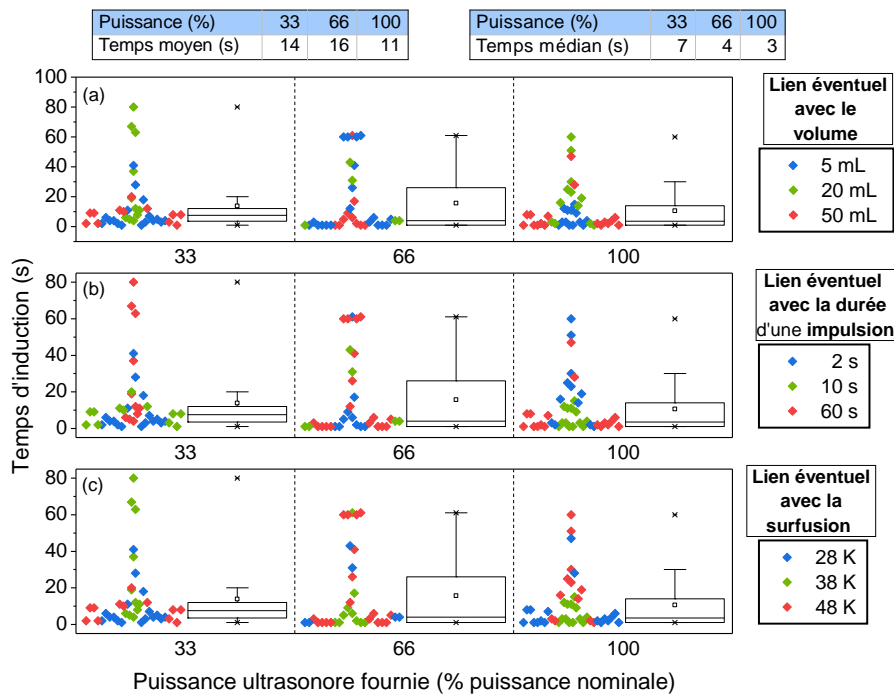 Puissance (%) 33 66 100
Temps moyen (s) 14 16 11
Puissance (%) 33 66 100
Temps médian (s) 7 4 3
Temps d'induction (s)
100
80
60
40
20
0
(a)
33 66 100
Lien éventuel
avec le
volume
5 mL
20 mL
50 mL
80
60
40
20
0
(b)
33 66 100
Lien éventuel
avec la durée
d'une impulsion
2 s
10 s
60 s
80
60
40
20
0
(c)
33 66 100
Lien éventuel
avec la
surfusion
28 K
38 K
48 K
Puissance ultrasonore fournie (% puissance nominale)